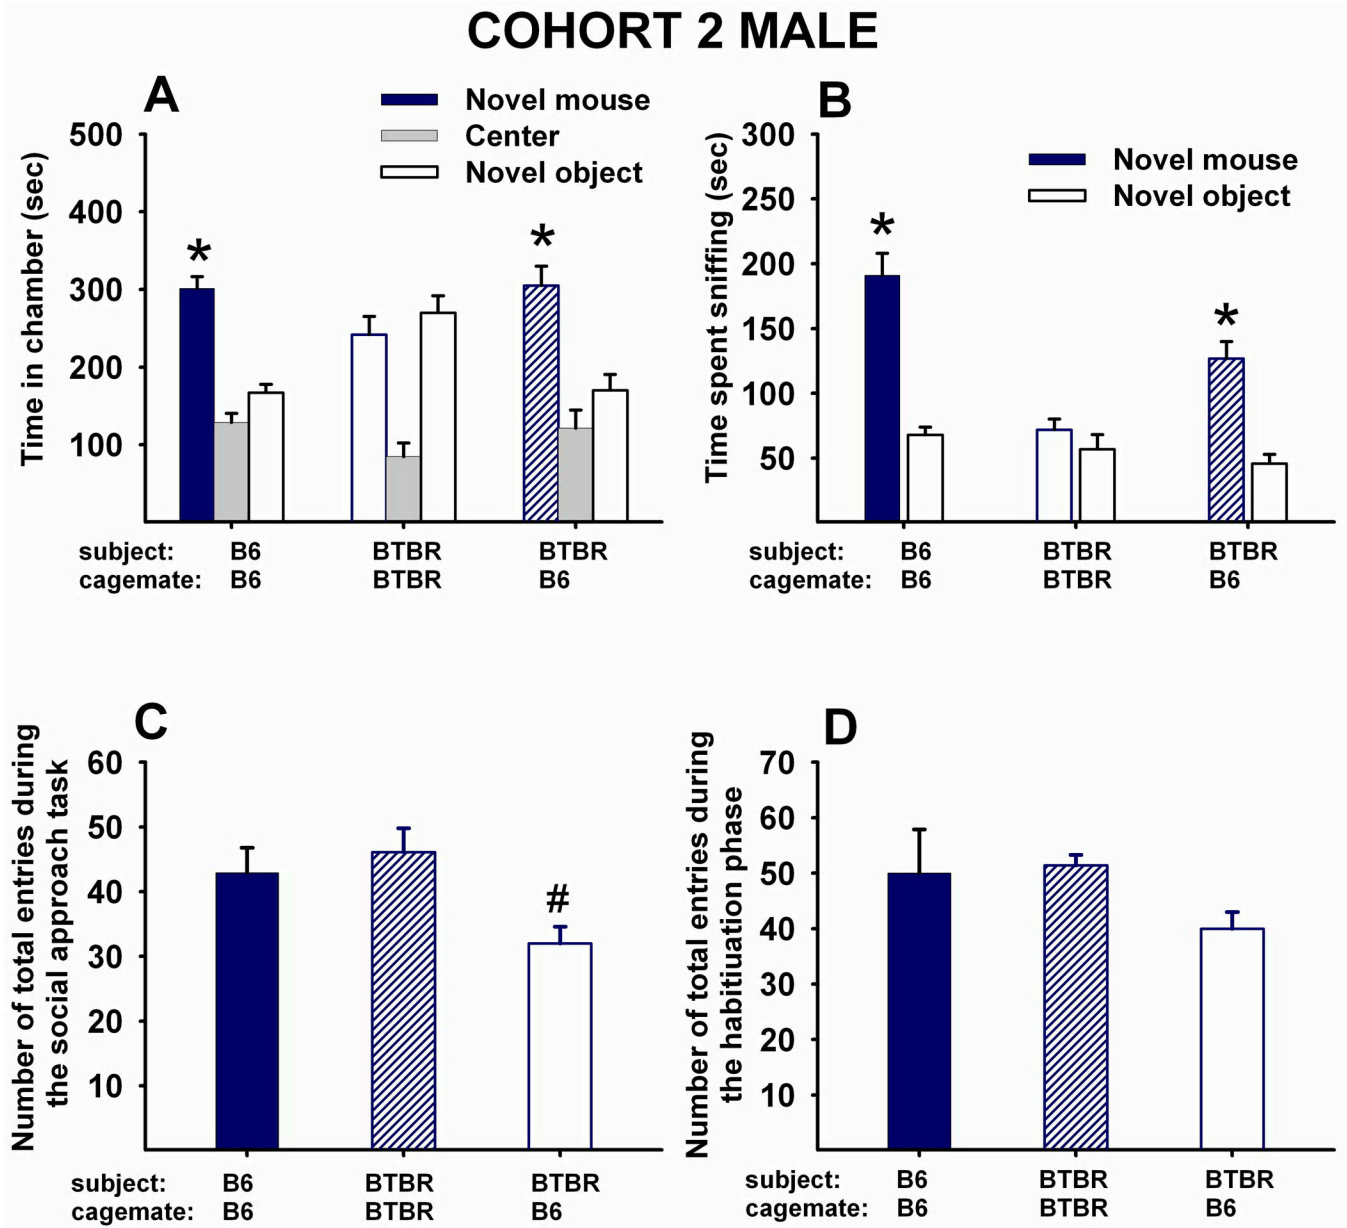 COHORT 2 MALE
A
Novel mouse
Center
Novel object
Time in chamber (sec)
500
400
300
200
100
*
*
subject: B6 BTBR BTBR
cagemate: B6 BTBR B6
B
Novel mouse
Novel object
Time spent sniffing (sec)
300
250
200
150
100
50
*
*
subject: B6 BTBR BTBR
cagemate: B6 BTBR B6
C
Number of total entries during
the social approach task
60
50
40
30
20
10
#
subject: B6 BTBR BTBR
cagemate: B6 BTBR B6
D
Number of total entries during
the habitiuation phase
70
60
50
40
30
20
10
subject: B6 BTBR BTBR
cagemate: B6 BTBR B6